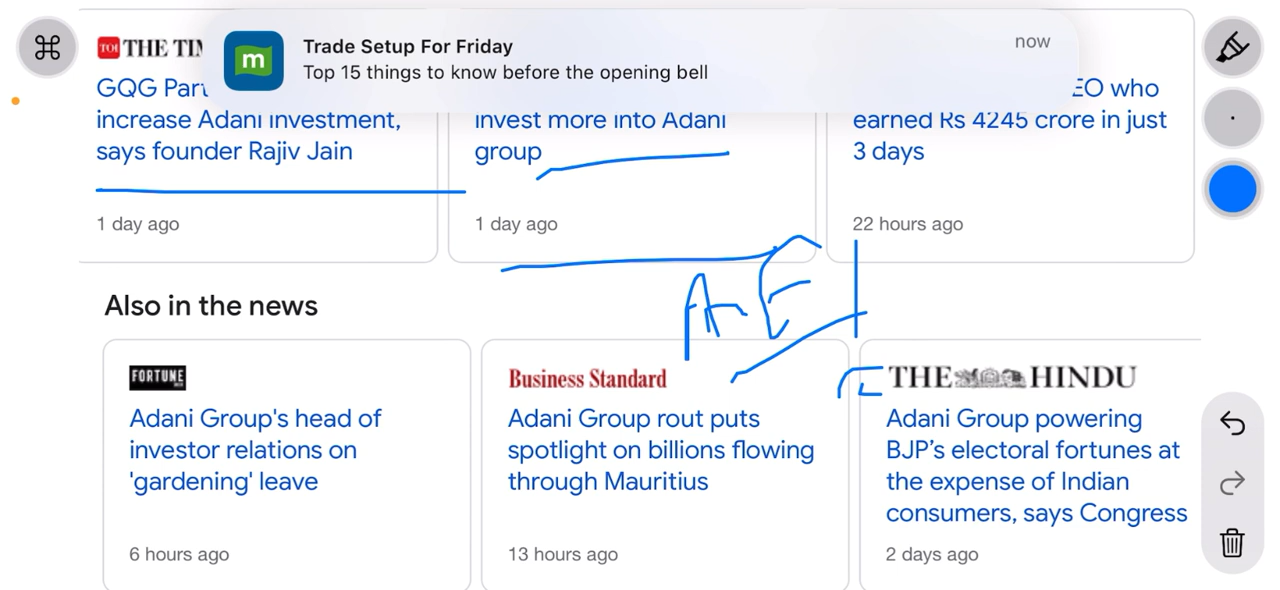 Trade Setup For Friday
now
Top 15 things to know before the opening bell
TOI THE TIM
GQG Part
increase Adani investment,
says founder Rajiv Jain
1 day ago
invest more into Adani
group
1 day ago
EO who
earned Rs 4245 crore in just
3 days
22 hours ago
AEL
Also in the news
FORTUNE
Adani Group's head of
investor relations on
'gardening' leave
6 hours ago
Business Standard
Adani Group rout puts
spotlight on billions flowing
through Mauritius
13 hours ago
THE HINDU
Adani Group powering
BJP’s electoral fortunes at
the expense of Indian
consumers, says Congress
2 days ago